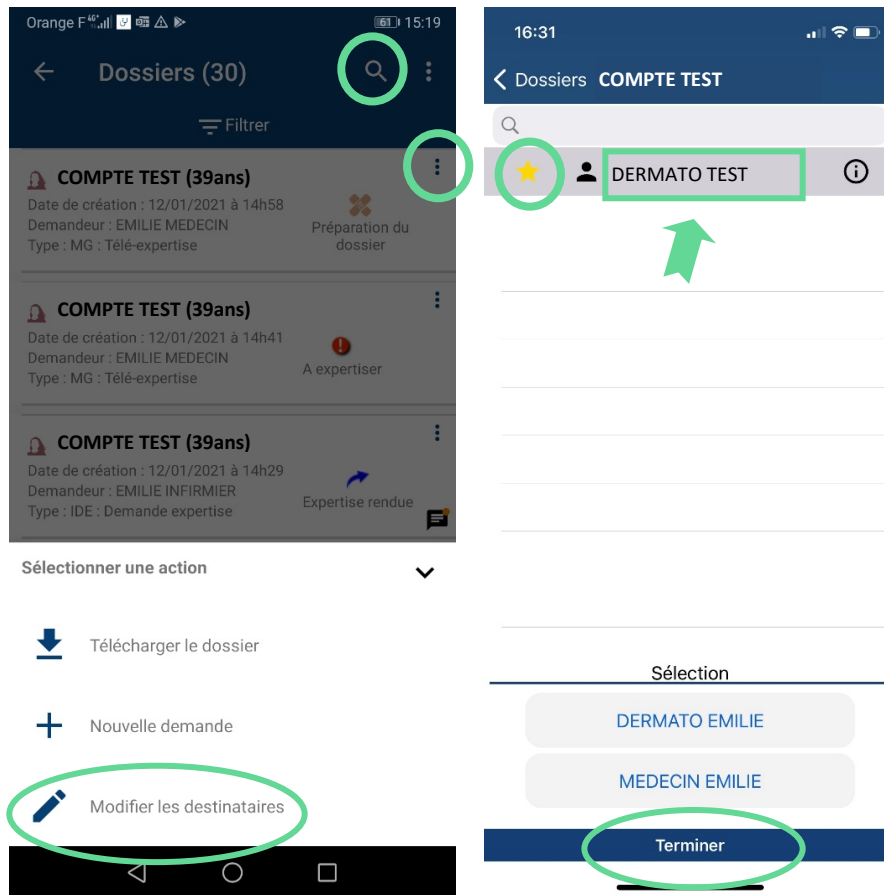 Orange F 4G 61 15:19
Dossiers (30)
Filtrer
COMPTE TEST (39ans)
Date de création : 12/01/2021 à 14h58
Demandeur : EMILIE MEDECIN
Type : MG : Télé-expertise
Préparation du
dossier
COMPTE TEST (39ans)
Date de création : 12/01/2021 à 14h41
Demandeur : EMILIE MEDECIN
Type : MG : Télé-expertise
A expertiser
COMPTE TEST (39ans)
Date de création : 12/01/2021 à 14h29
Demandeur : EMILIE INFIRMIER
Type : IDE : Demande expertise
Expertise rendue
Sélectionner une action
Télécharger le dossier
Nouvelle demande
Modifier les destinataires
16:31
Dossiers COMPTE TEST
DERMATO TEST
Sélection
DERMATO EMILIE
MEDECIN EMILIE
Terminer